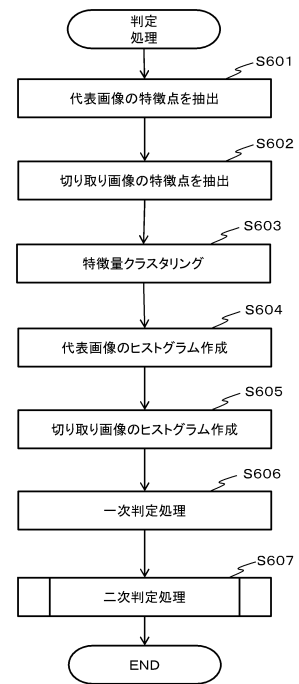 判定
処理
S601
代表画像の特徴点を抽出
S602
切り取り画像の特徴点を抽出
S603
特徴量クラスタリング
S604
代表画像のヒストグラム作成
S605
切り取り画像のヒストグラム作成
S606
一次判定処理
S607
二次判定処理
END